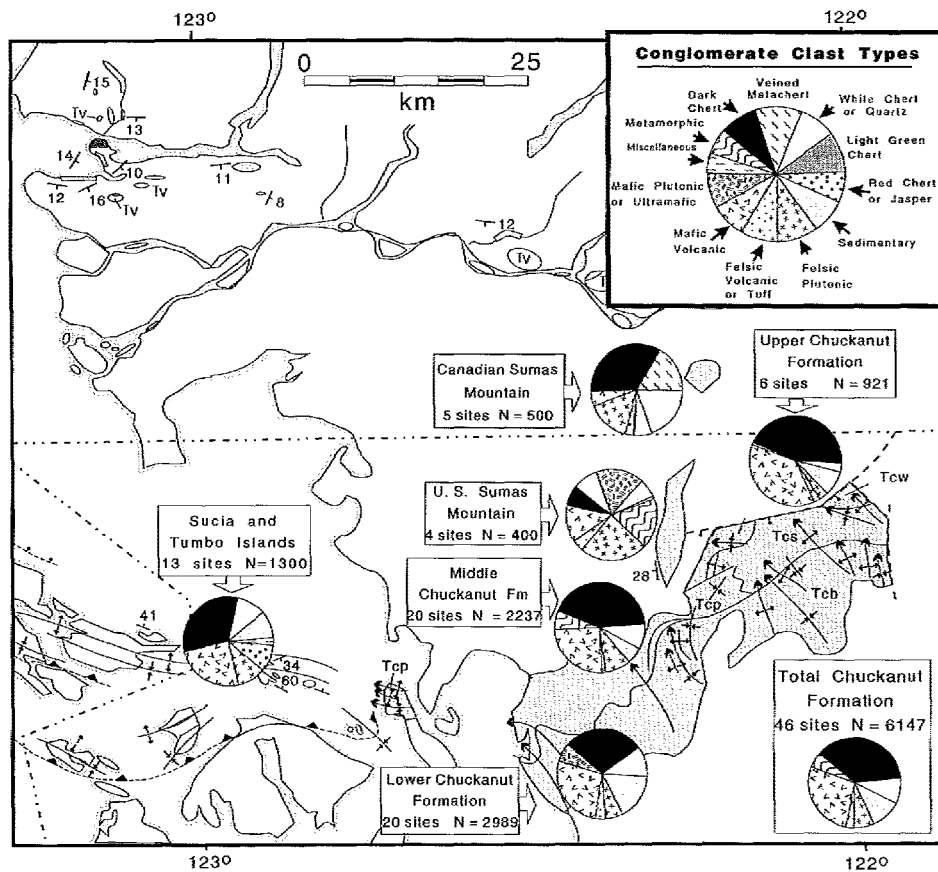 123º
122º
0
25
km
Conglomerate Clast Types
Veined
Metachert
Dark
Chert
White Chert
or Quartz
Metamorphic
Miscellaneous
Light Green
Chert
Mafic Plutonic
or Ultramafic
Red Chert
or Jasper
Mafic
Volcanic
Sedimentary
Felsic
Volcanic
or Tuff
Felsic
Plutonic
15
Tv
13
14
10
11
12
16
Tv
Tv
8
12
Tv
Canadian Sumas
Mountain
5 sites N = 500
Upper Chuckanut
Formation
6 sites N = 921
U. S. Sumas
Mountain
4 sites N = 400
Tcw
Tcs
Sucia and
Tumbo Islands
13 sites N=1300
28
Middle
Chuckanut Fm
20 sites N = 2237
Tcp
Tcb
41
34
60
Tcp
Total Chuckanut
Formation
46 sites N = 6147
Lower Chuckanut
Formation
20 sites N = 2989
123º
122º